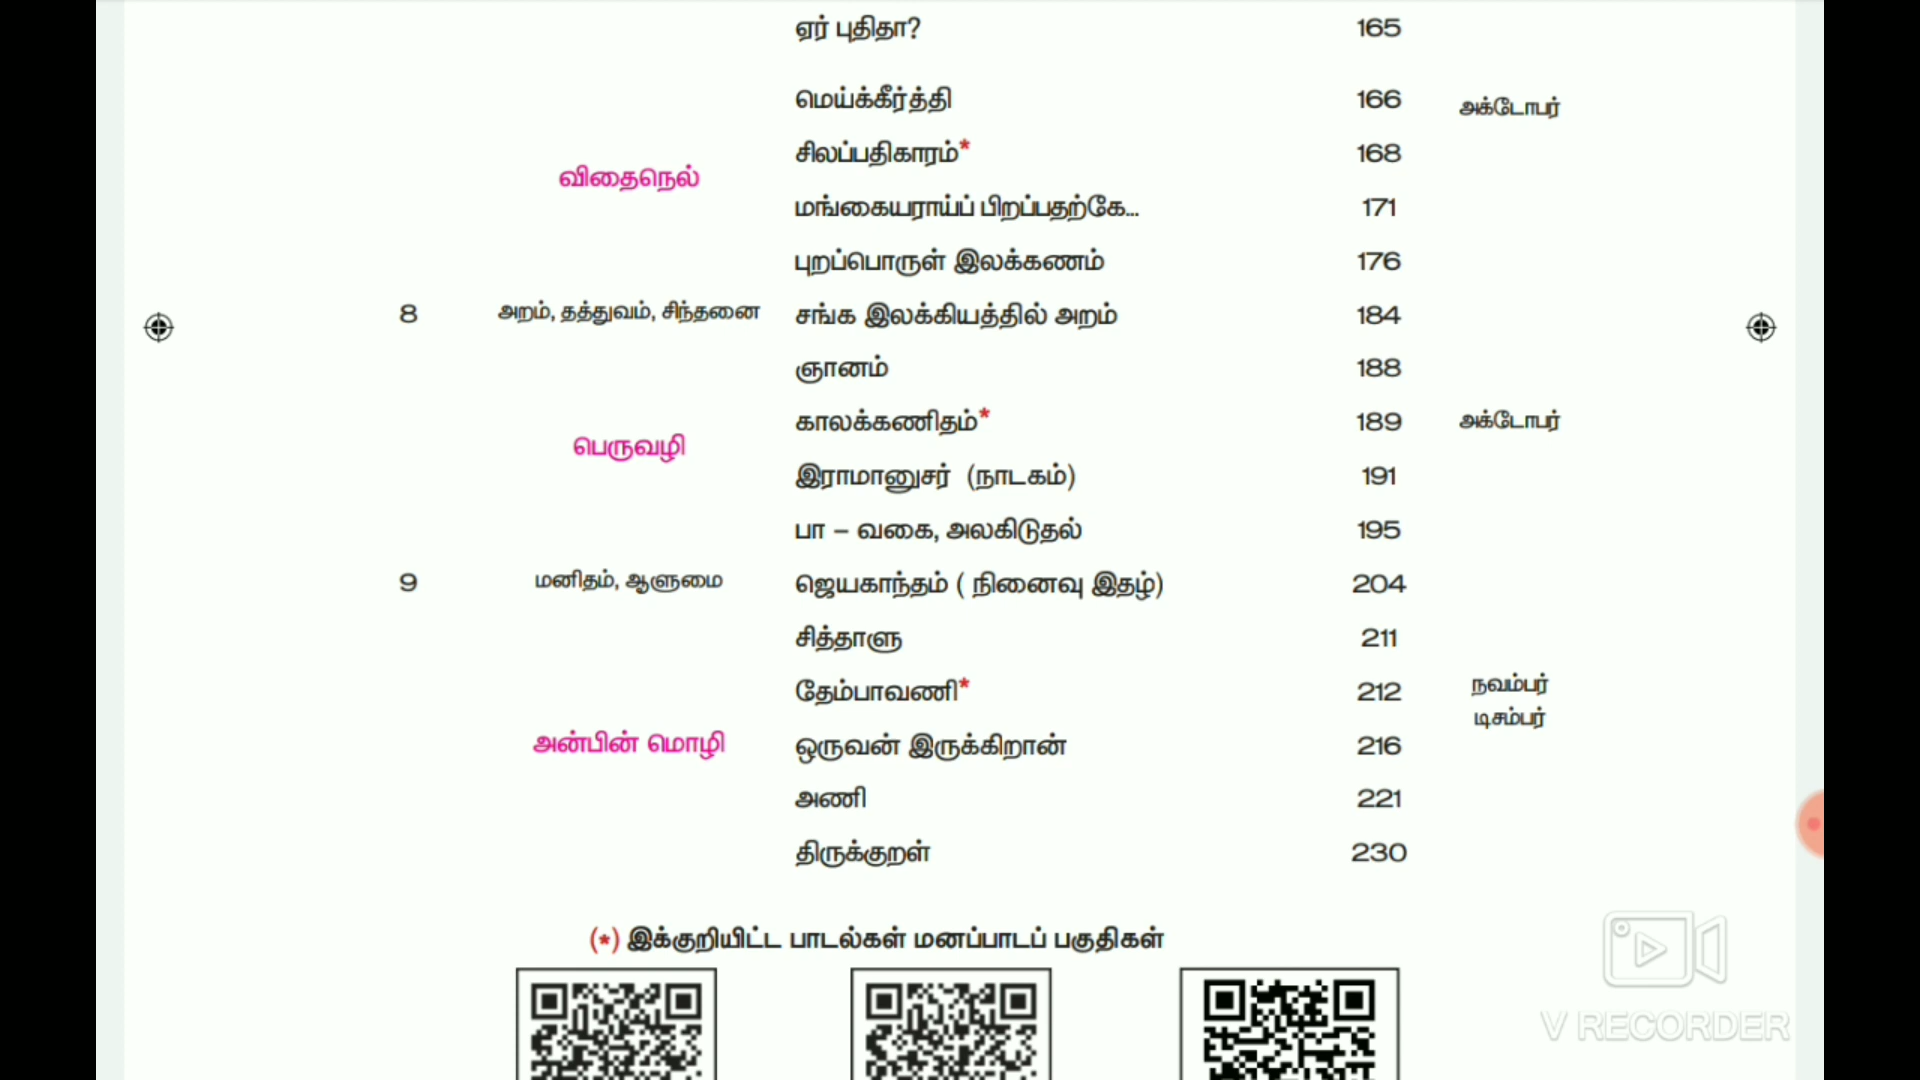 ஏர் புதிதா? 165
மெய்க்கீர்த்தி 166 அக்டோபர்
சிலப்பதிகாரம்* 168
விதைநெல்
மங்கையராய்ப் பிறப்பதற்கே... 171
புறப்பொருள் இலக்கணம் 176
8 அறம், தத்துவம், சிந்தனை சங்க இலக்கியத்தில் அறம் 184
ஞானம் 188
காலக்கணிதம்* 189 அக்டோபர்
பெருவழி
இராமானுசர் (நாடகம்) 191
பா – வகை, அலகிடுதல் 195
9 மனிதம், ஆளுமை ஜெயகாந்தம் ( நினைவு இதழ்) 204
சித்தாளு 211
தேம்பாவணி* 212 நவம்பர்
டிசம்பர்
அன்பின் மொழி ஒருவன் இருக்கிறான் 216
அணி 221
திருக்குறள் 230
(*) இக்குறியிட்ட பாடல்கள் மனப்பாடப் பகுதிகள்
V RECORDER